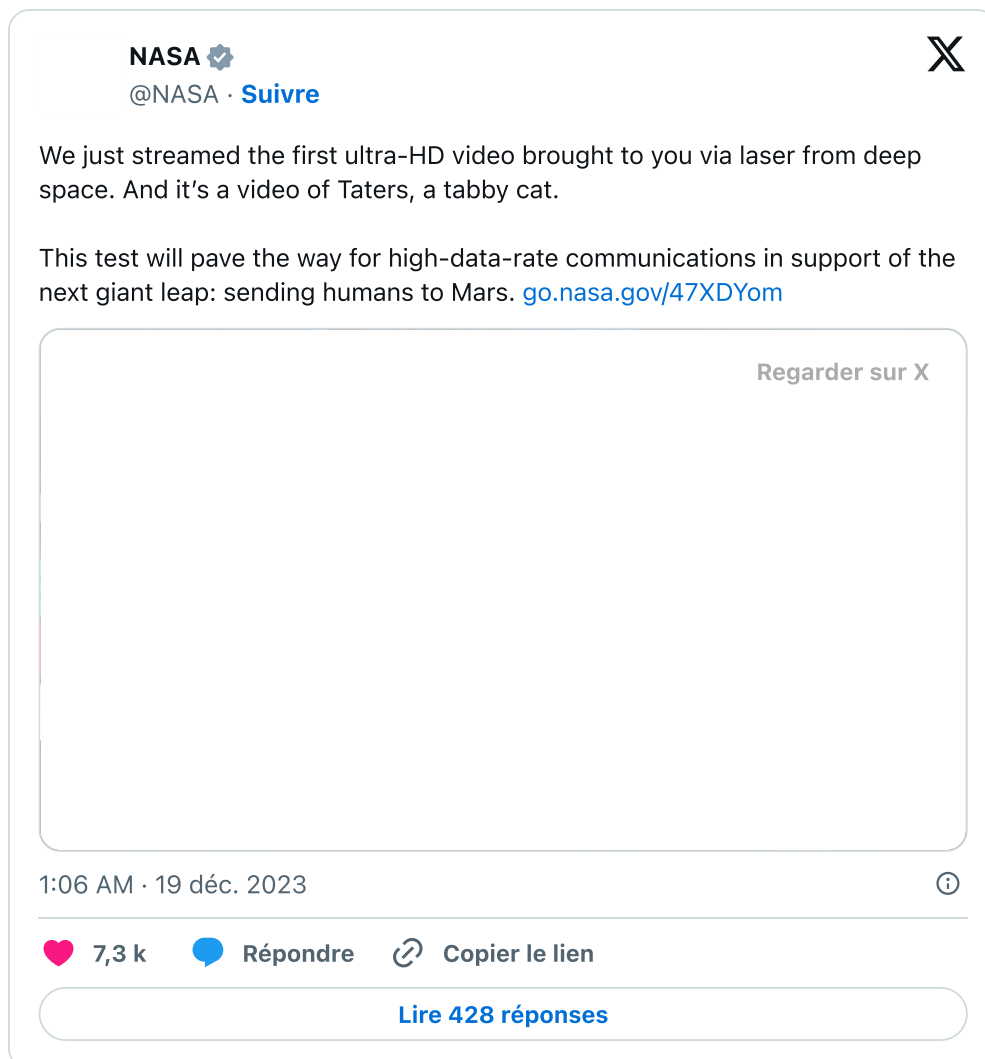 NASA
@NASA · Suivre
We just streamed the first ultra-HD video brought to you via laser from deep
space. And it’s a video of Taters, a tabby cat.
This test will pave the way for high-data-rate communications in support of the
next giant leap: sending humans to Mars. go.nasa.gov/47XDYom
Regarder sur X
1:06 AM · 19 déc. 2023
7,3 k Répondre Copier le lien
Lire 428 réponses